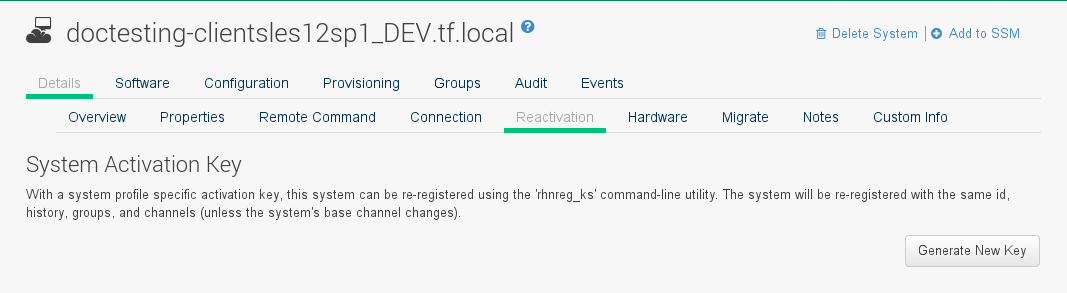 doctesting-clientsles12sp1_DEV.tf.local ?
Delete System | Add to SSM
Details Software Configuration Provisioning Groups Audit Events
Overview Properties Remote Command Connection Reactivation Hardware Migrate Notes Custom Info
System Activation Key
With a system profile specific activation key, this system can be re-registered using the 'rhnreg_ks' command-line utility. The system will be re-registered with the same id,
history, groups, and channels (unless the system's base channel changes).
Generate New Key